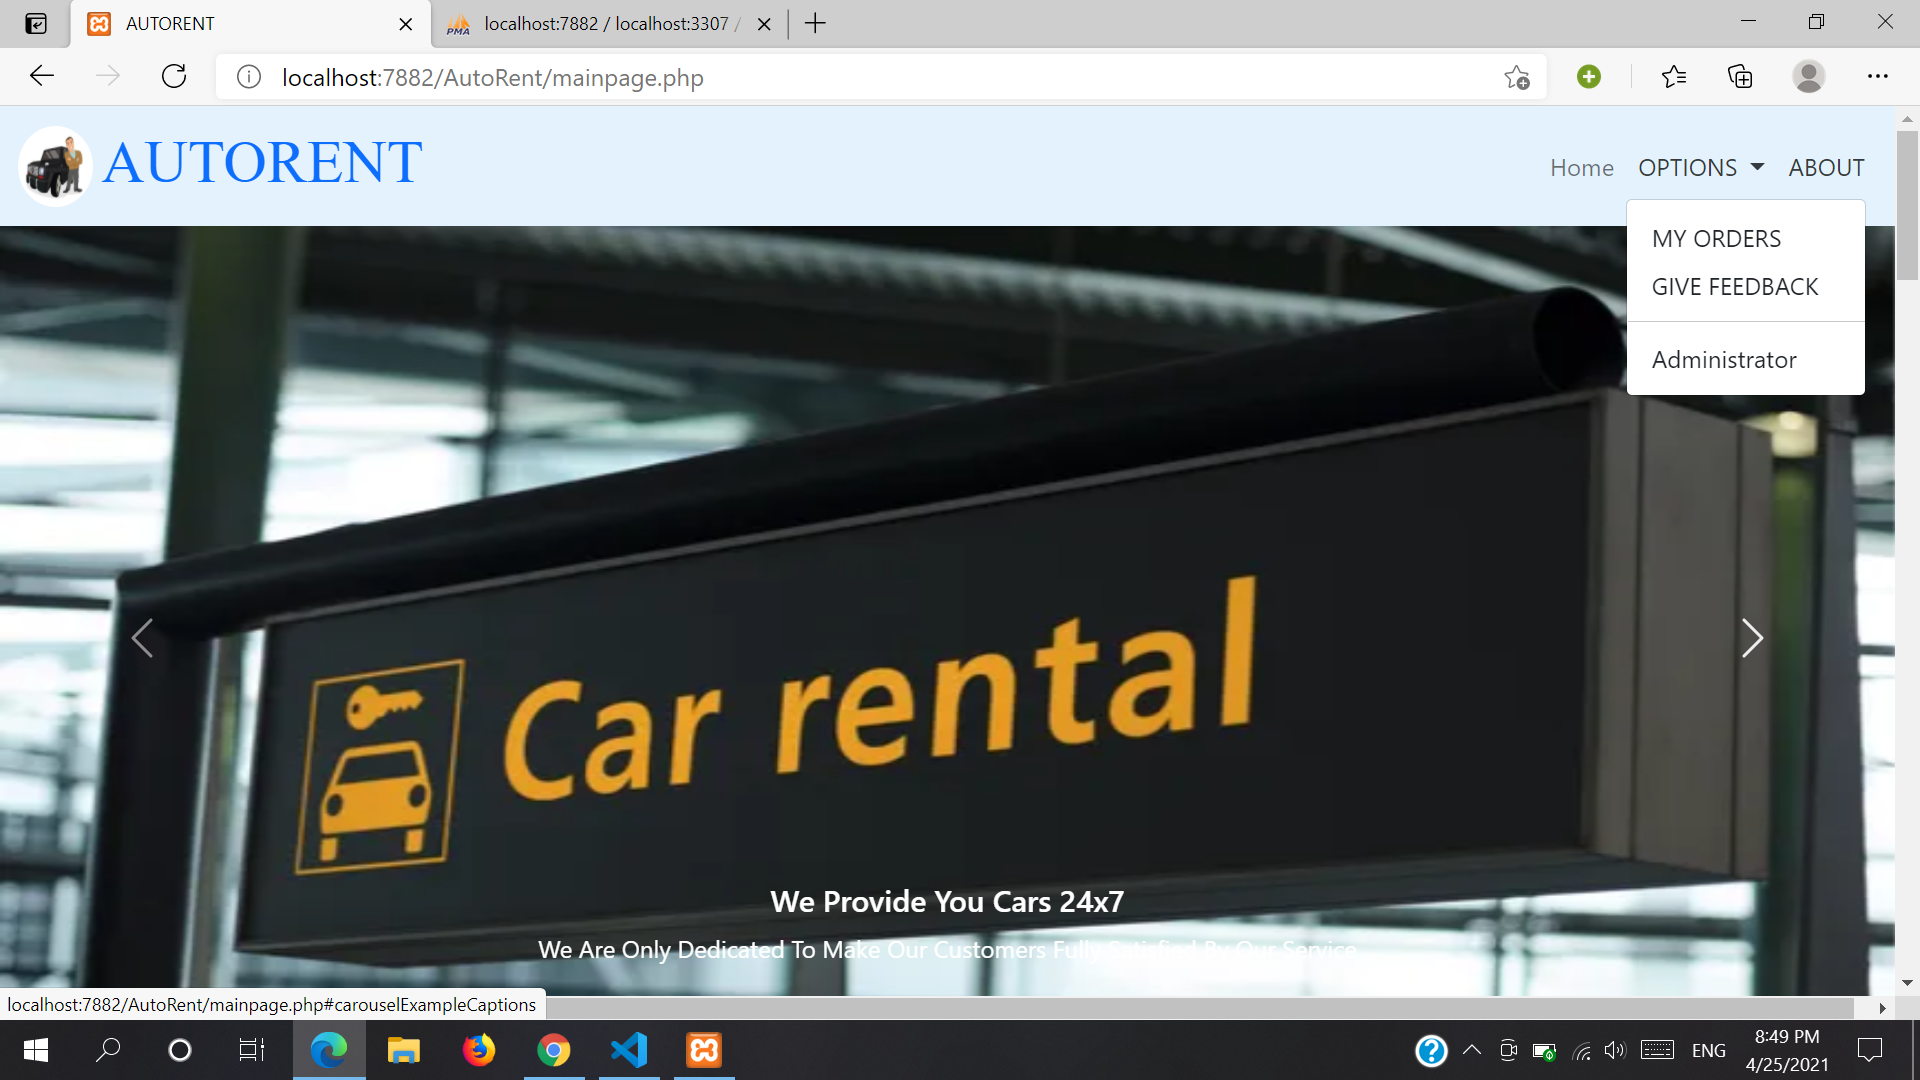 AUTORENT
localhost:7882 / localhost:3307 /
localhost:7882/AutoRent/mainpage.php
AUTORENT
Home OPTIONS ABOUT
MY ORDERS
GIVE FEEDBACK
Administrator
Car rental
We Provide You Cars 24x7
We Are Only Dedicated To Make Our Customers Fully Satisfied By Our Service
localhost:7882/AutoRent/mainpage.php#carouselExampleCaptions
ENG
8:49 PM
4/25/2021
PMA